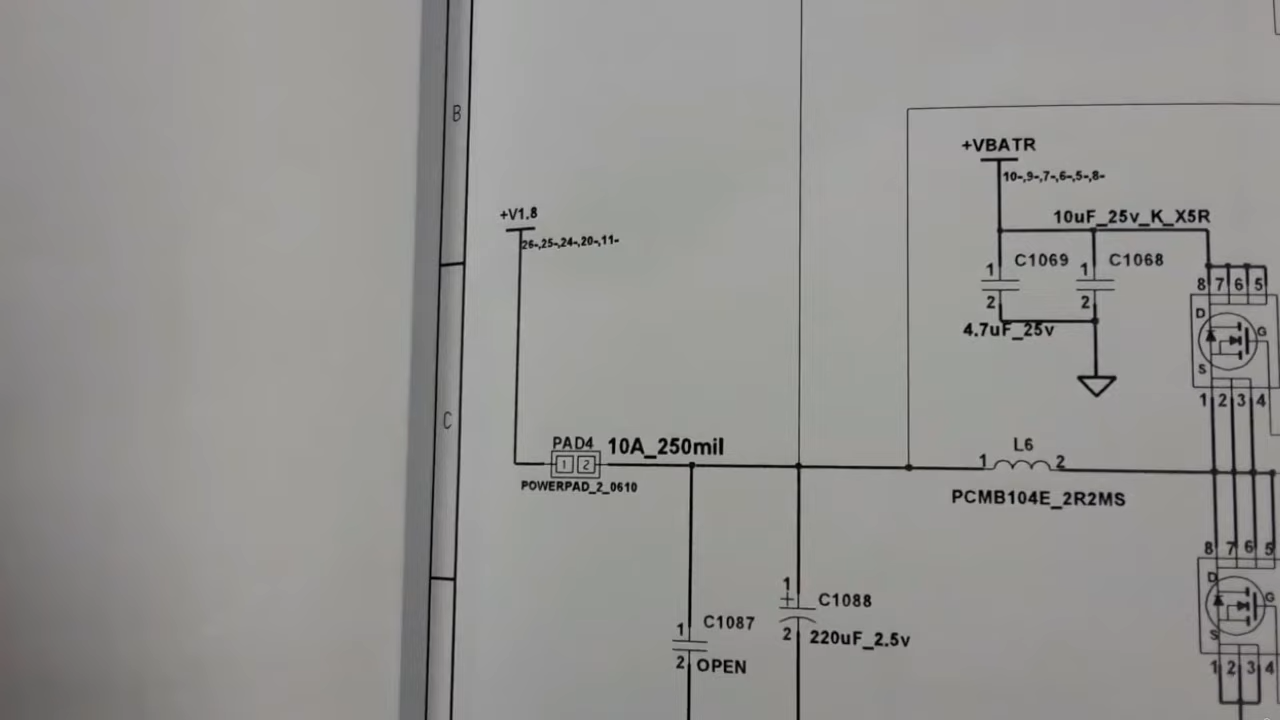 B
+VBATR
10-,9-,7-,6-,5-,8-
+V1.8
26-,25-,24-,20-,11-
10uF_25v_K_X5R
1 C1069
1 C1068
2
2
4.7uF_25v
8 7 6 5
D
G
S
1 2 3 4
C
PAD4
10A_250mil
1 2
POWERPAD_2_0610
L6
1 2
PCMB104E_2R2MS
8 7 6 5
D
G
S
1 2 3 4
1
+
C1088
2
220uF_2.5v
1
C1087
2
OPEN